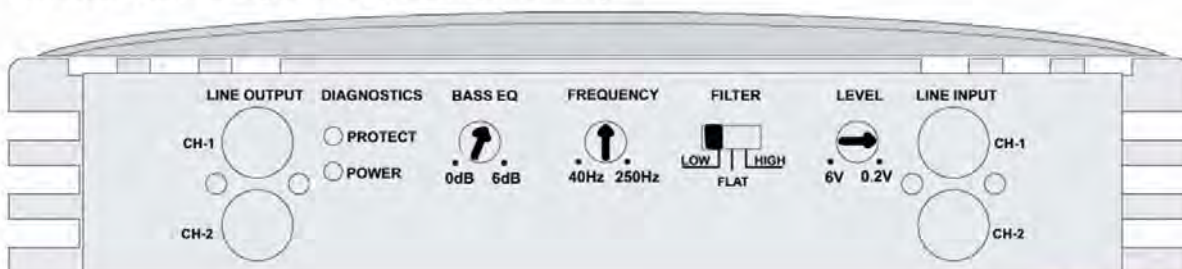 LINE OUTPUT DIAGNOSTICS BASS EQ FREQUENCY FILTER LEVEL LINE INPUT
CH-1 PROTECT CH-1
LOW HIGH
POWER 0dB 6dB 40Hz 250Hz FLAT 6V 0.2V
CH-2 CH-2